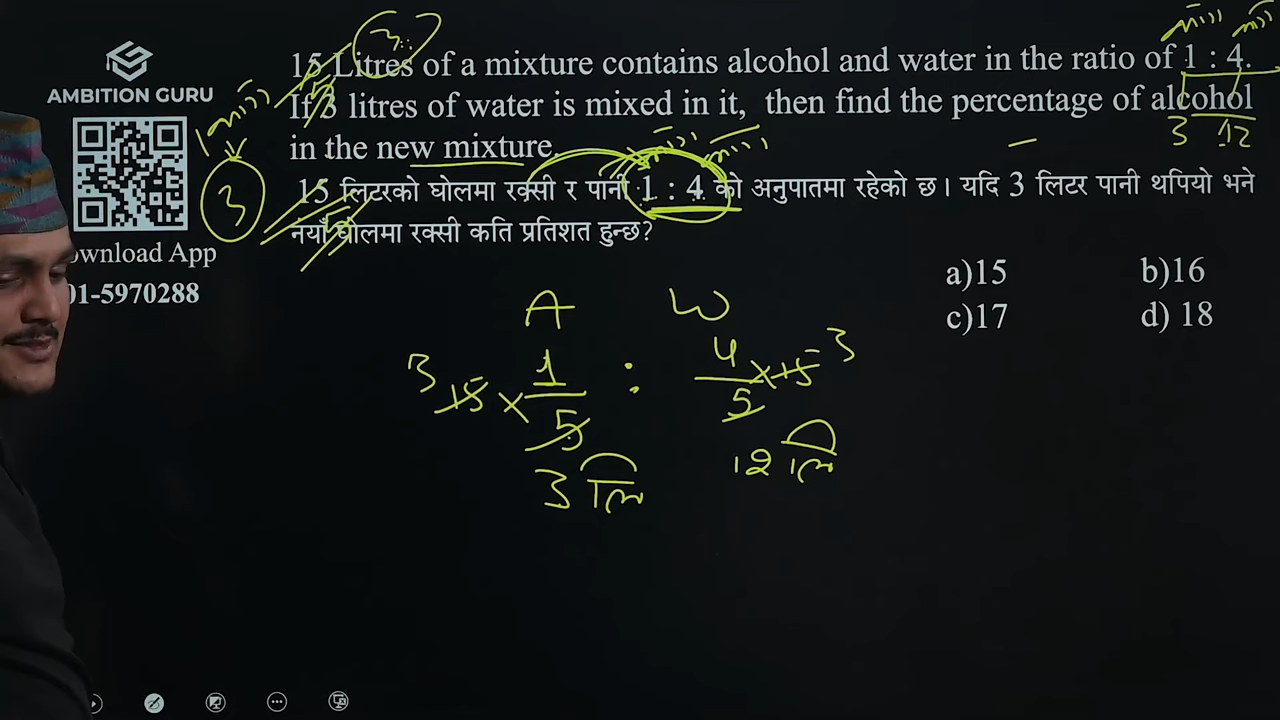 3
15 Litres of a mixture contains alcohol and water in the ratio of 1 : 4.
If 3 litres of water is mixed in it, then find the percentage of alcohol
3 12
in the new mixture.
AMBITION GURU
3
15 लिटरको घोलमा रक्सी र पानी 1 : 4 को अनुपातमा रहेको छ। यदि 3 लिटर पानी थपियो भने
नयाँ घोलमा रक्सी कति प्रतिशत हुन्छ?
ownload App
01-5970288
a)15 b)16
c)17 d) 18
A W
3 15 × 1/5 : 4/5 × 15 3
3 लि 12 लि